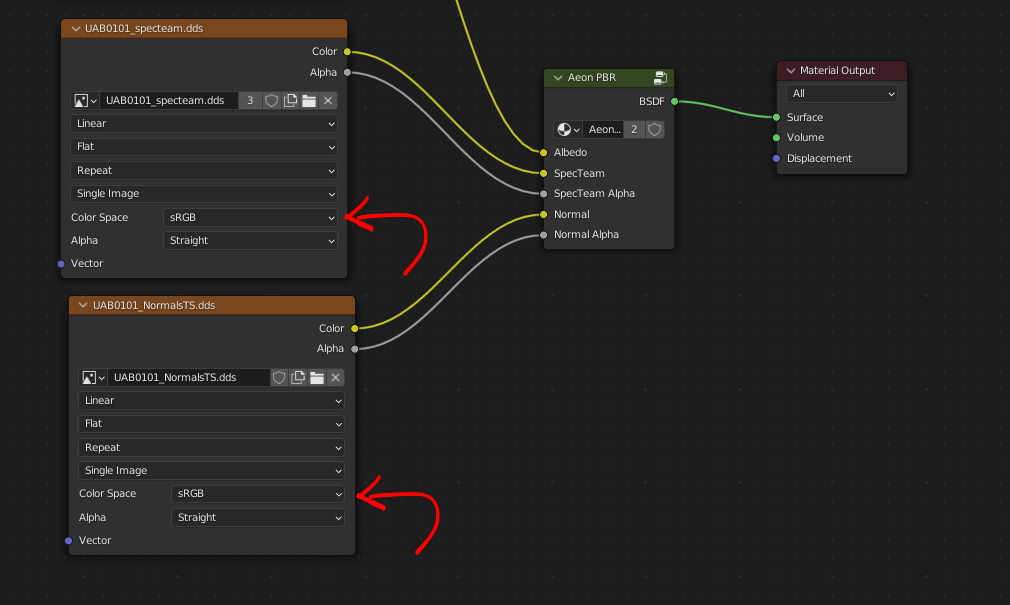 UAB0101_specteam.dds
Color
Alpha
UAB0101_specteam.dds 3
Linear
Flat
Repeat
Single Image
Color Space sRGB
Alpha Straight
Vector
UAB0101_NormalsTS.dds
Color
Alpha
UAB0101_NormalsTS.dds
Linear
Flat
Repeat
Single Image
Color Space sRGB
Alpha Straight
Vector
Aeon PBR
BSDF
Aeon... 2
Albedo
SpecTeam
SpecTeam Alpha
Normal
Normal Alpha
Material Output
All
Surface
Volume
Displacement